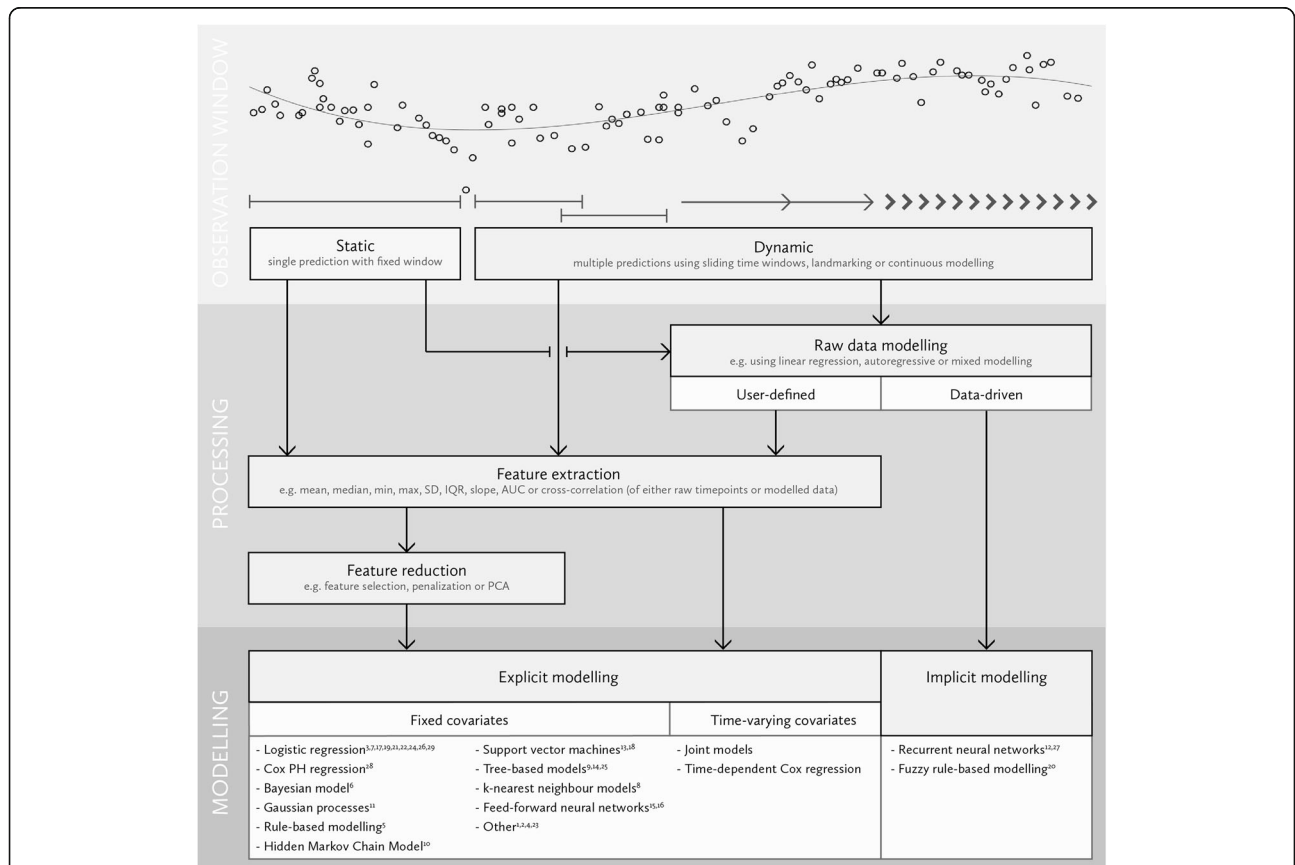 OBSERVATION WINDOW
Static
single prediction with fixed window
Dynamic
multiple predictions using sliding time windows, landmarking or continuous modelling
PROCESSING
Raw data modelling
e.g. using linear regression, autoregressive or mixed modelling
User-defined
Data-driven
Feature extraction
e.g. mean, median, min, max, SD, IQR, slope, AUC or cross-correlation (of either raw timepoints or modelled data)
Feature reduction
e.g. feature selection, penalization or PCA
MODELLING
Explicit modelling
Implicit modelling
Fixed covariates
Time-varying covariates
- Logistic regression3,7,17,19,21,22,24,26,29
- Cox PH regression28
- Bayesian model6
- Gaussian processes11
- Rule-based modelling5
- Hidden Markov Chain Model10
- Support vector machines13,18
- Tree-based models9,14,25
- k-nearest neighbour models8
- Feed-forward neural networks15,16
- Other1,2,4,23
- Joint models
- Time-dependent Cox regression
- Recurrent neural networks12,27
- Fuzzy rule-based modelling20